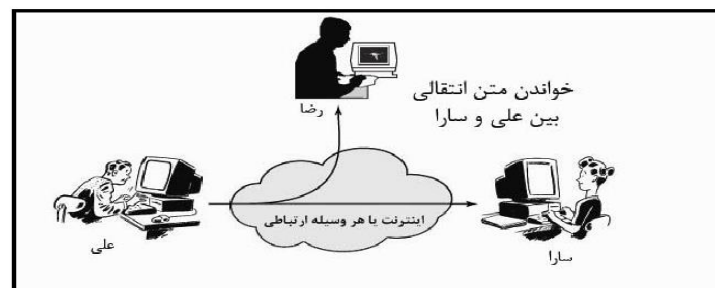 رضا
خواندن متن انتقالی
بین علی و سارا
اینترنت یا هر وسیله ارتباطی
علی
سارا